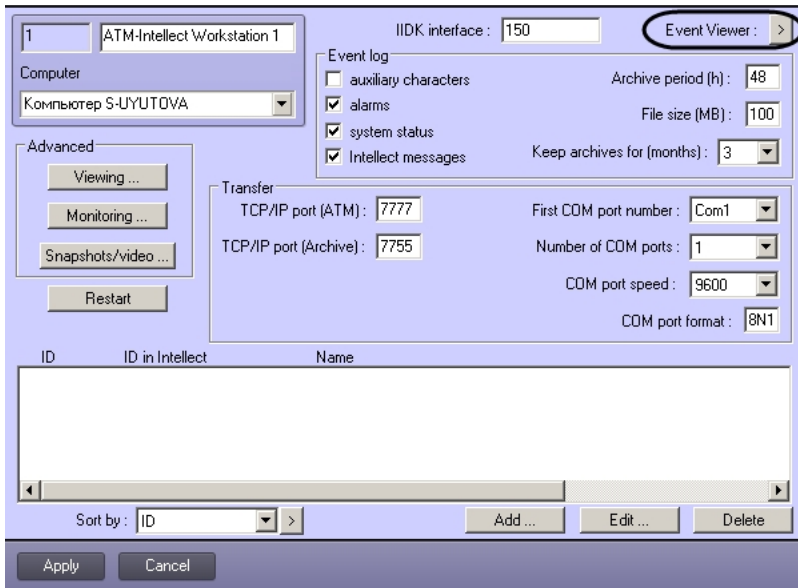 1 ATM-Intellect Workstation 1
IIDK interface : 150
Event Viewer : >
Computer
Компьютер S-UYUTOVA
Event log
auxiliary characters
alarms
system status
Intellect messages
Archive period (h) : 48
File size (MB) : 100
Keep archives for (months) : 3
Advanced
Viewing ...
Monitoring ...
Snapshots/video ...
Restart
Transfer
TCP/IP port (ATM) : 7777
TCP/IP port (Archive) : 7755
First COM port number : Com1
Number of COM ports : 1
COM port speed : 9600
COM port format : 8N1
ID ID in Intellect Name
Sort by : ID >
Add ... Edit ... Delete
Apply Cancel